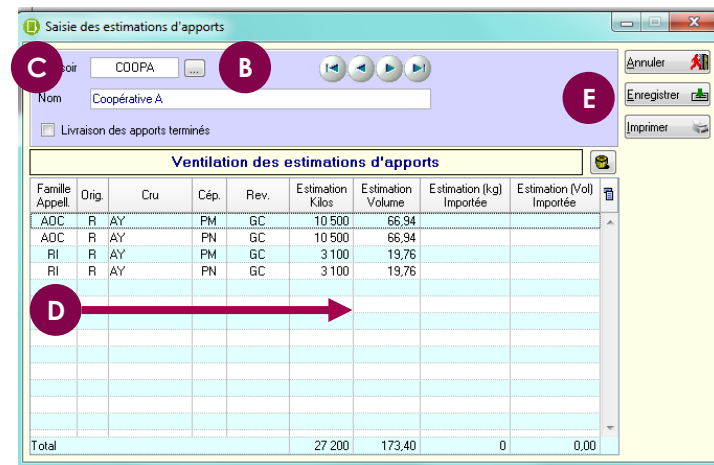 Saisie des estimations d'apports
C oir COOPA ... B
Nom Coopérative A
E
Livraison des apports terminés
Annuler
Enregistrer
Imprimer
Ventilation des estimations d'apports
Famille Appell. Orig. Cru Cép. Rev. Estimation Kilos Estimation Volume Estimation (kg) Importée Estimation (Vol) Importée
AOC R AY PM GC 10 500 66,94
AOC R AY PN GC 10 500 66,94
RI R AY PM GC 3 100 19,76
RI R AY PN GC 3 100 19,76
D
Total 27 200 173,40 0 0,00